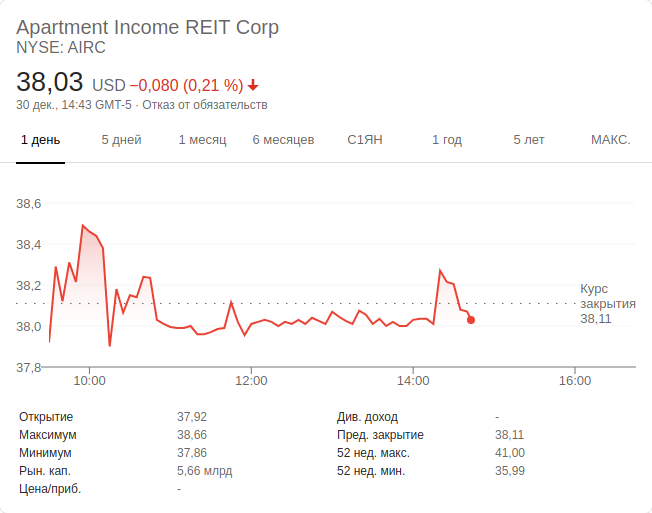 Apartment Income REIT Corp
NYSE: AIRC
38,03 USD −0,080 (0,21 %)
30 дек., 14:43 GMT-5 · Отказ от обязательств
1 день 5 дней 1 месяц 6 месяцев С1ЯН 1 год 5 лет МАКС.
38,6
38,4
38,2
38,0
37,8
Курс
закрытия
38,11
10:00 12:00 14:00 16:00
Открытие 37,92 Див. доход -
Максимум 38,66 Пред. закрытие 38,11
Минимум 37,86 52 нед. макс. 41,00
Рын. кап. 5,66 млрд 52 нед. мин. 35,99
Цена/приб. -